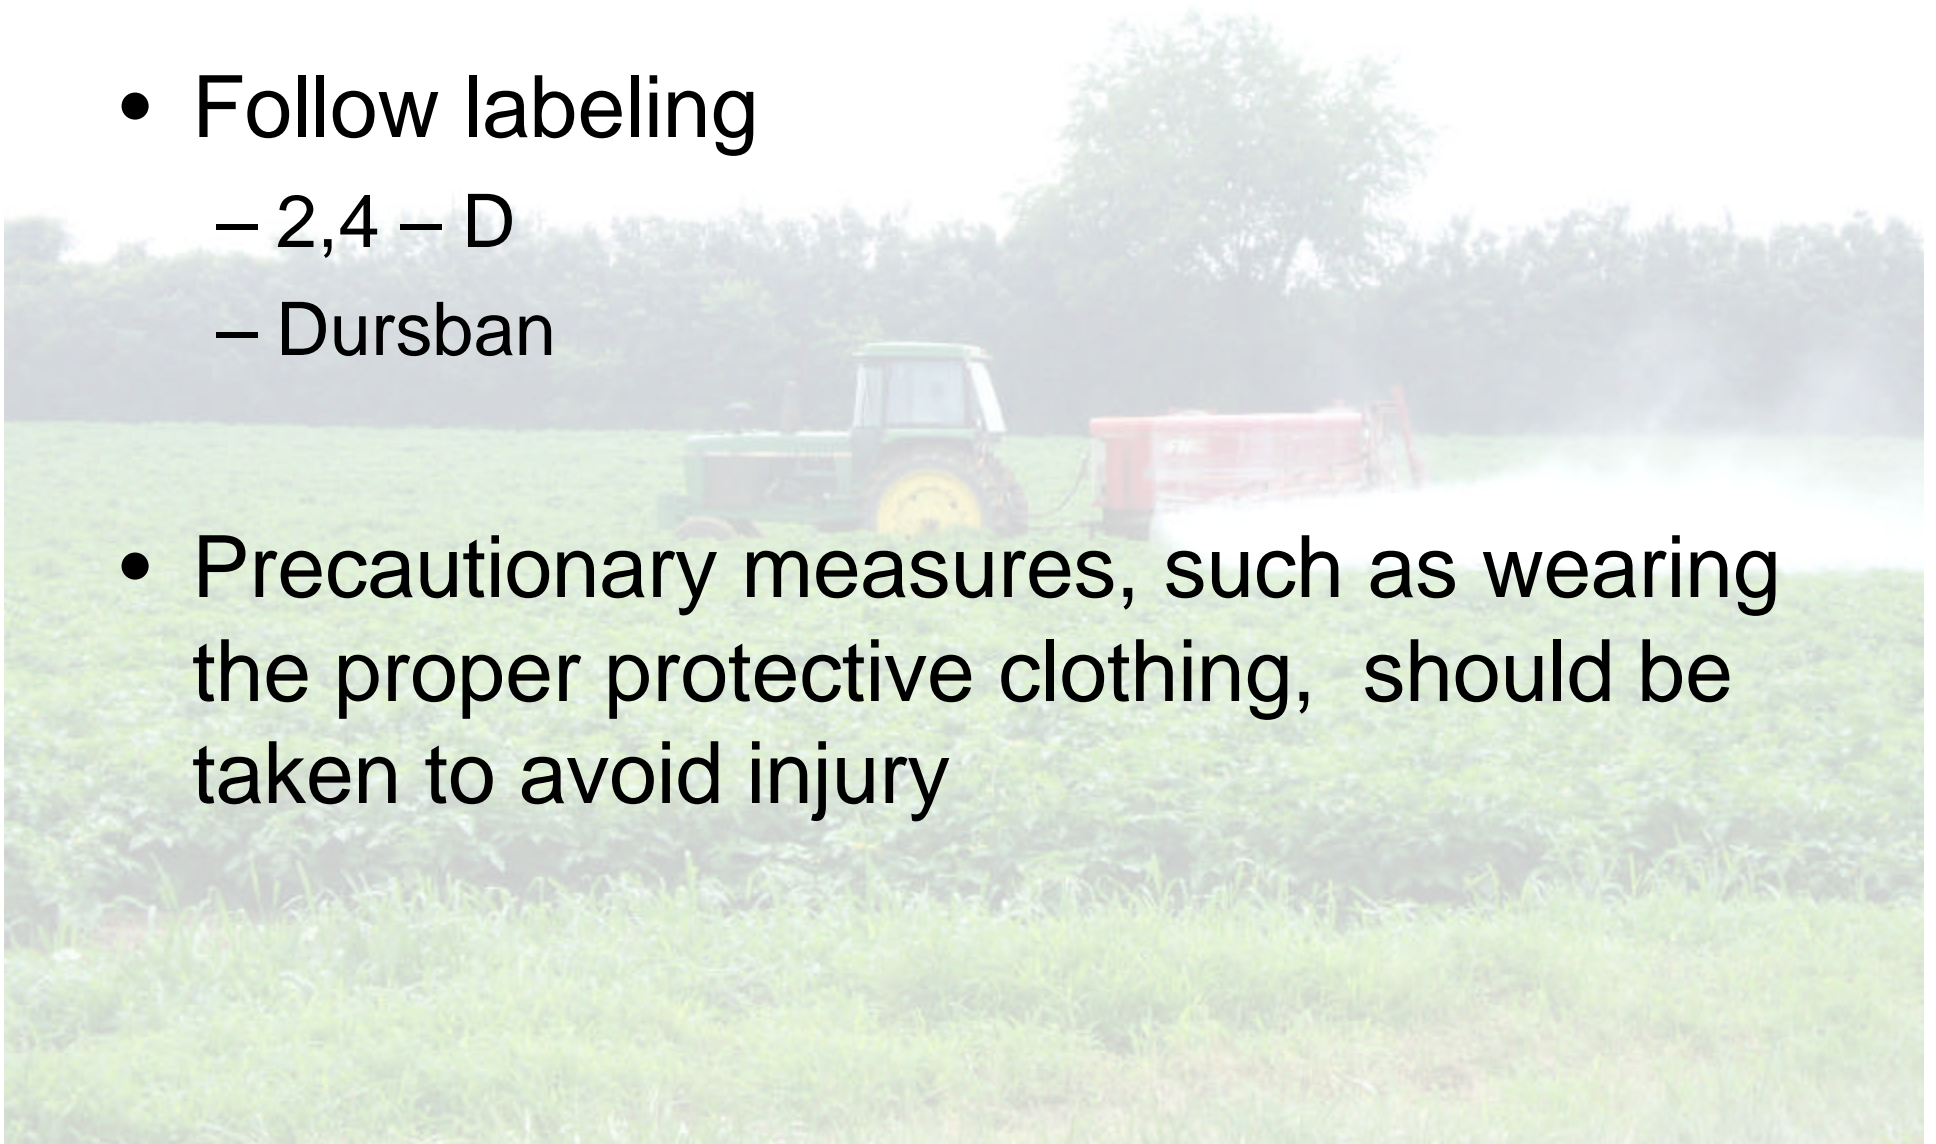 • Follow labeling
– 2,4 – D
– Dursban
• Precautionary measures, such as wearing
the proper protective clothing,  should be
taken to avoid injury